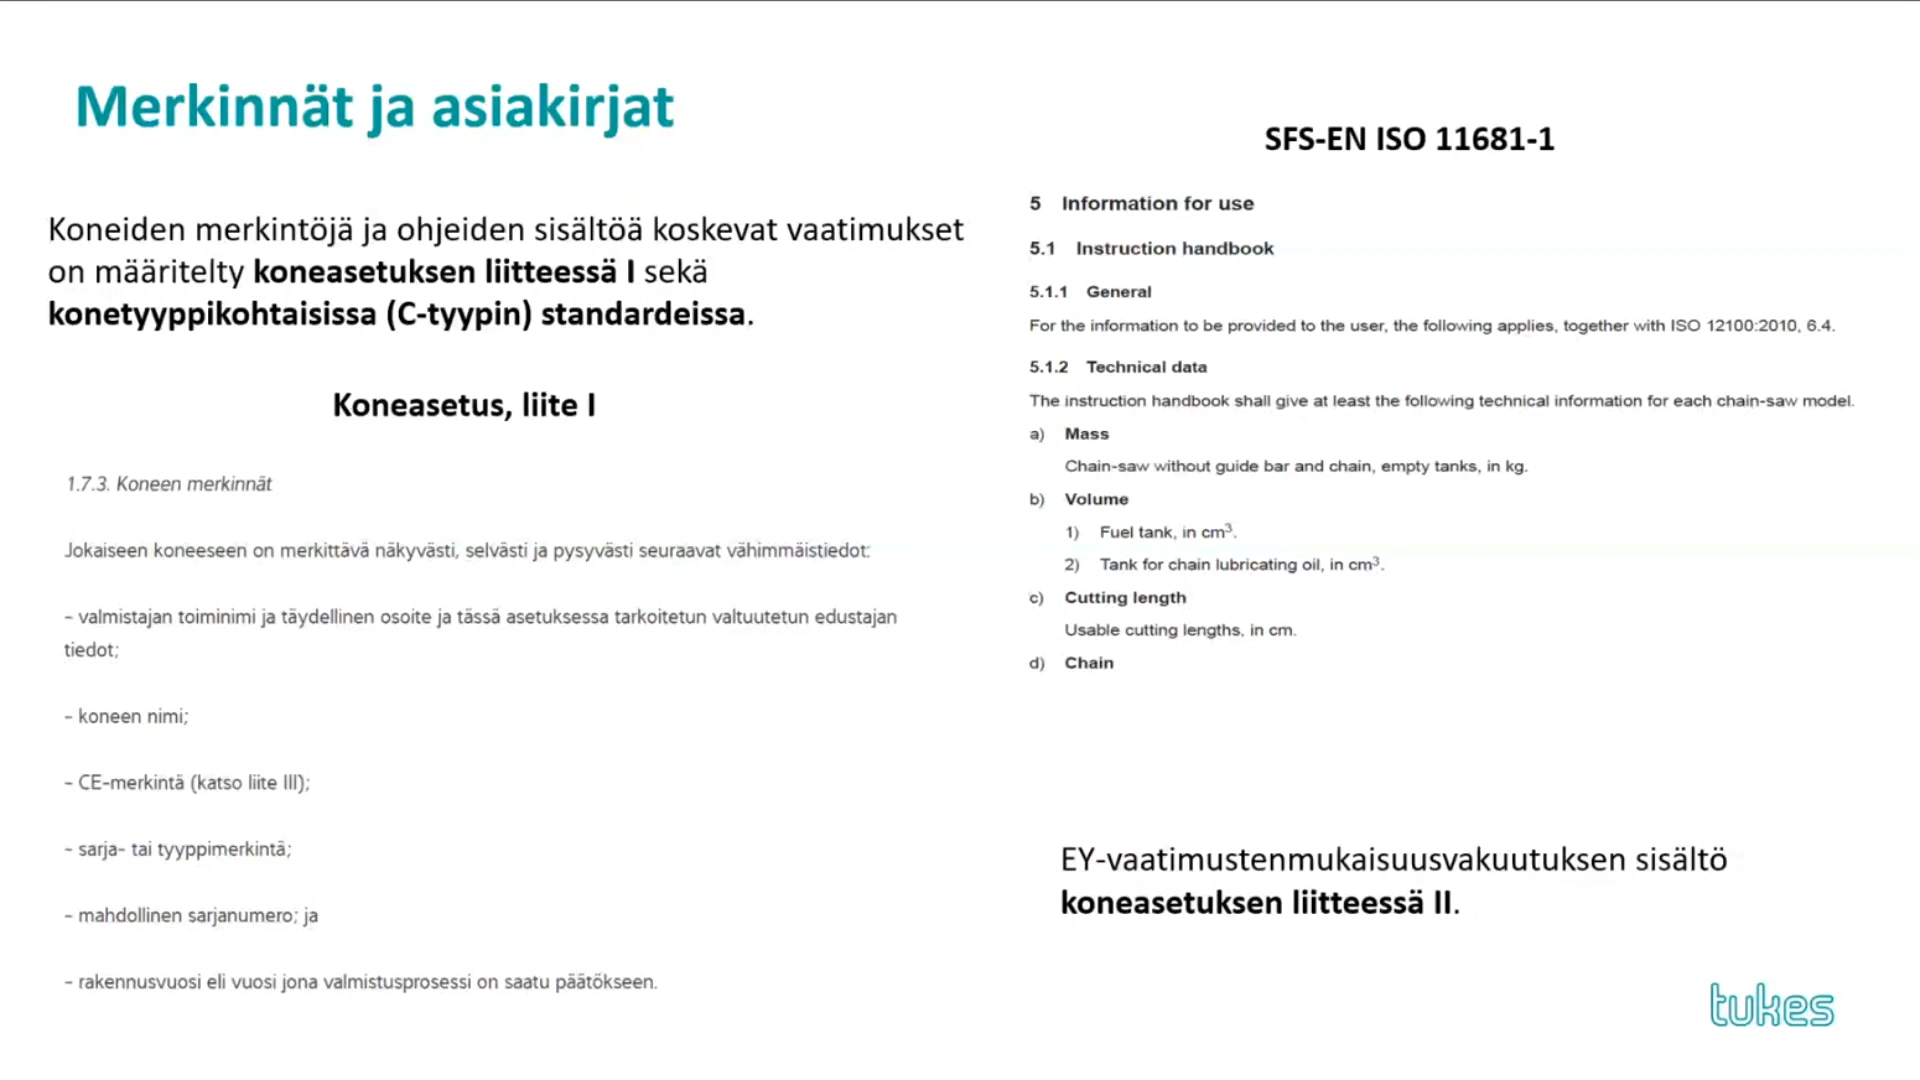 Merkinnät ja asiakirjat
Koneiden merkintöjä ja ohjeiden sisältöä koskevat vaatimukset
on määritelty koneasetuksen liitteessä I sekä
konetyyppikohtaisissa (C-tyypin) standardeissa.
Koneasetus, liite I
1.7.3. Koneen merkinnät
Jokaiseen koneeseen on merkittävä näkyvästi, selvästi ja pysyvästi seuraavat vähimmäistiedot:
- valmistajan toiminimi ja täydellinen osoite ja tässä asetuksessa tarkoitetun valtuutetun edustajan
tiedot;
- koneen nimi;
- CE-merkintä (katso liite III);
- sarja- tai tyyppimerkintä;
- mahdollinen sarjanumero; ja
- rakennusvuosi eli vuosi jona valmistusprosessi on saatu päätökseen.
SFS-EN ISO 11681-1
5 Information for use
5.1 Instruction handbook
5.1.1 General
For the information to be provided to the user, the following applies, together with ISO 12100:2010, 6.4.
5.1.2 Technical data
The instruction handbook shall give at least the following technical information for each chain-saw model.
a) Mass
Chain-saw without guide bar and chain, empty tanks, in kg.
b) Volume
1) Fuel tank, in cm³.
2) Tank for chain lubricating oil, in cm³.
c) Cutting length
Usable cutting lengths, in cm.
d) Chain
EY-vaatimustenmukaisuusvakuutuksen sisältö
koneasetuksen liitteessä II.
tukes